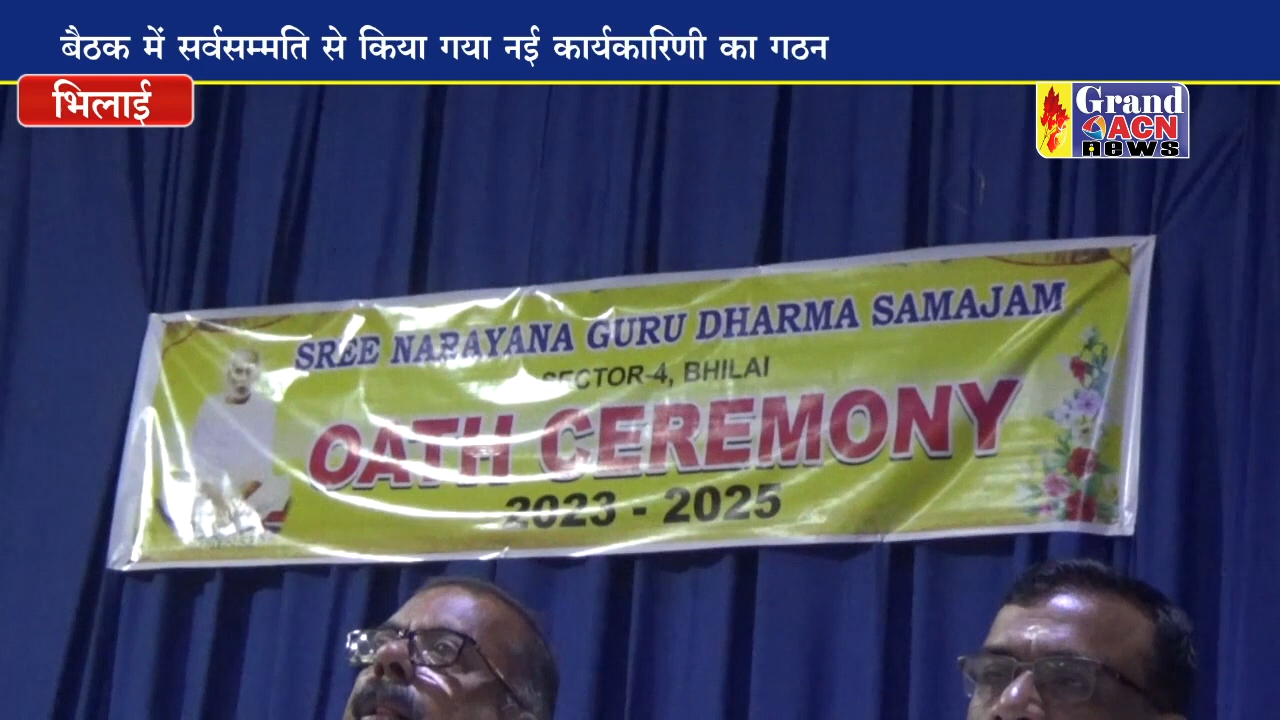 बैठक में सर्वसम्मति से किया गया नई कार्यकारिणी का गठन
भिलाई
Grand
ACN
news
SREE NARAYANA GURU DHARMA SAMAJAM
SECTOR-4, BHILAI
OATH CEREMONY
2023 - 2025